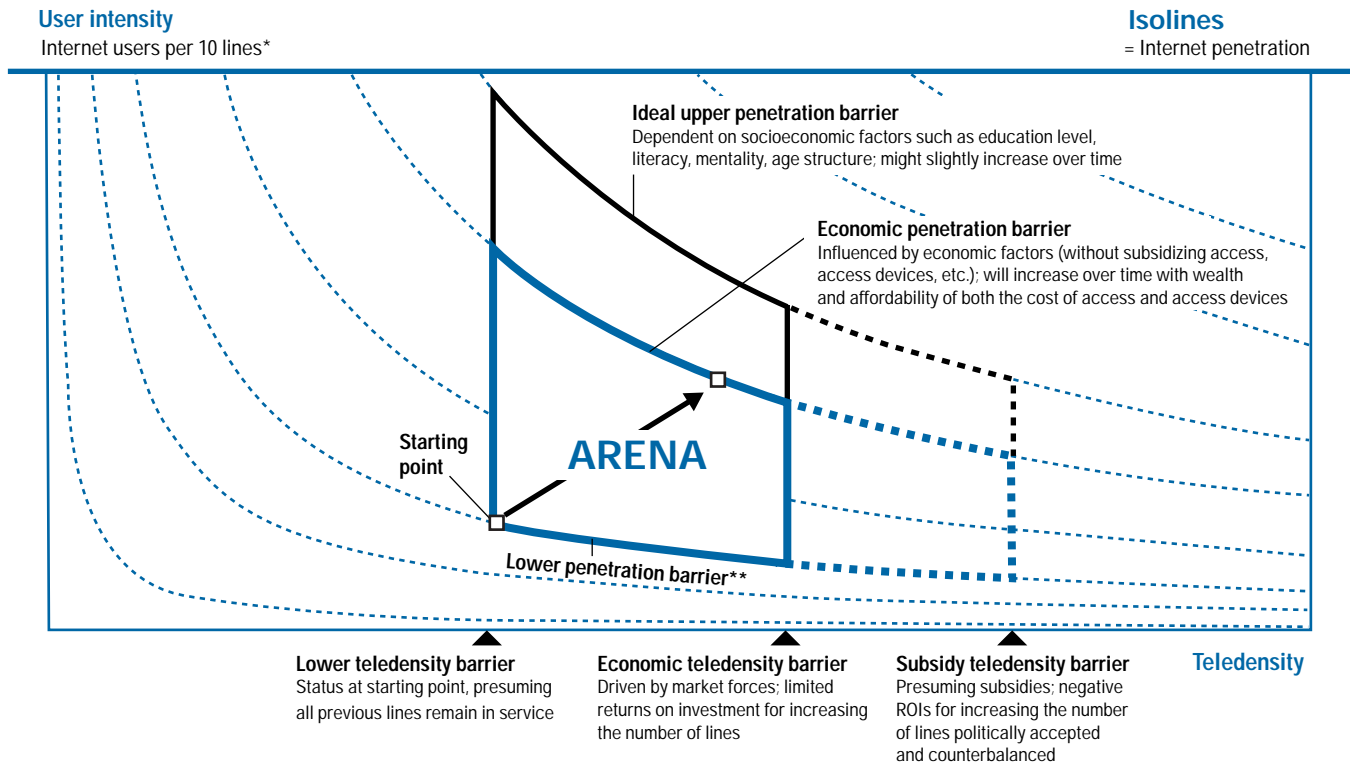 User intensity
Internet users per 10 lines*
Isolines
= Internet penetration
Ideal upper penetration barrier
Dependent on socioeconomic factors such as education level,
literacy, mentality, age structure; might slightly increase over time
Economic penetration barrier
Influenced by economic factors (without subsidizing access,
access devices, etc.); will increase over time with wealth
and affordability of both the cost of access and access devices
Starting
point
ARENA
Lower penetration barrier**
Lower teledensity barrier
Status at starting point, presuming
all previous lines remain in service
Economic teledensity barrier
Driven by market forces; limited
returns on investment for increasing
the number of lines
Subsidy teledensity barrier
Presuming subsidies; negative
ROIs for increasing the number
of lines politically accepted
and counterbalanced
Teledensity